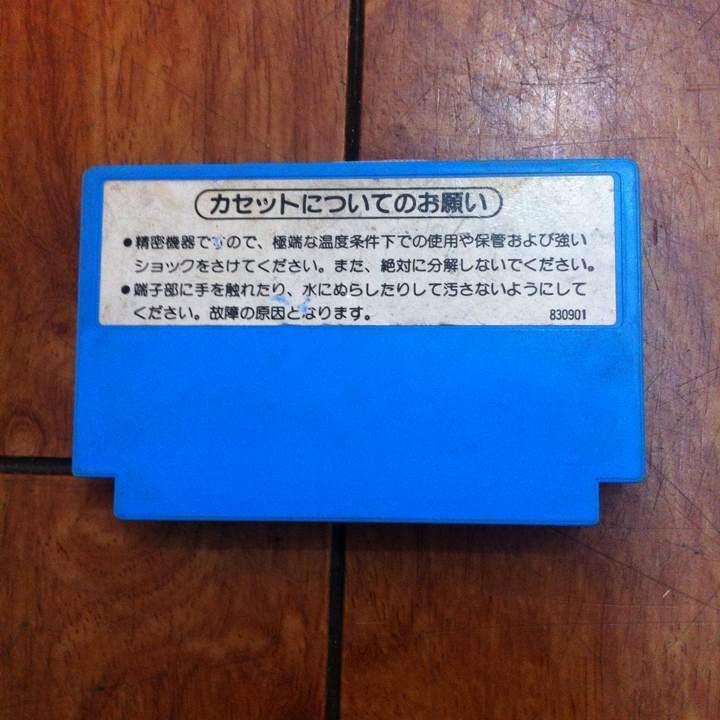 カセットについてのお願い
●精密機器ですので、極端な温度条件下での使用や保管および強い
ショックをさけてください。また、絶対に分解しないでください。
●端子部に手を触れたり、水にぬらしたりして汚さないようにして
ください。故障の原因となります。
830901